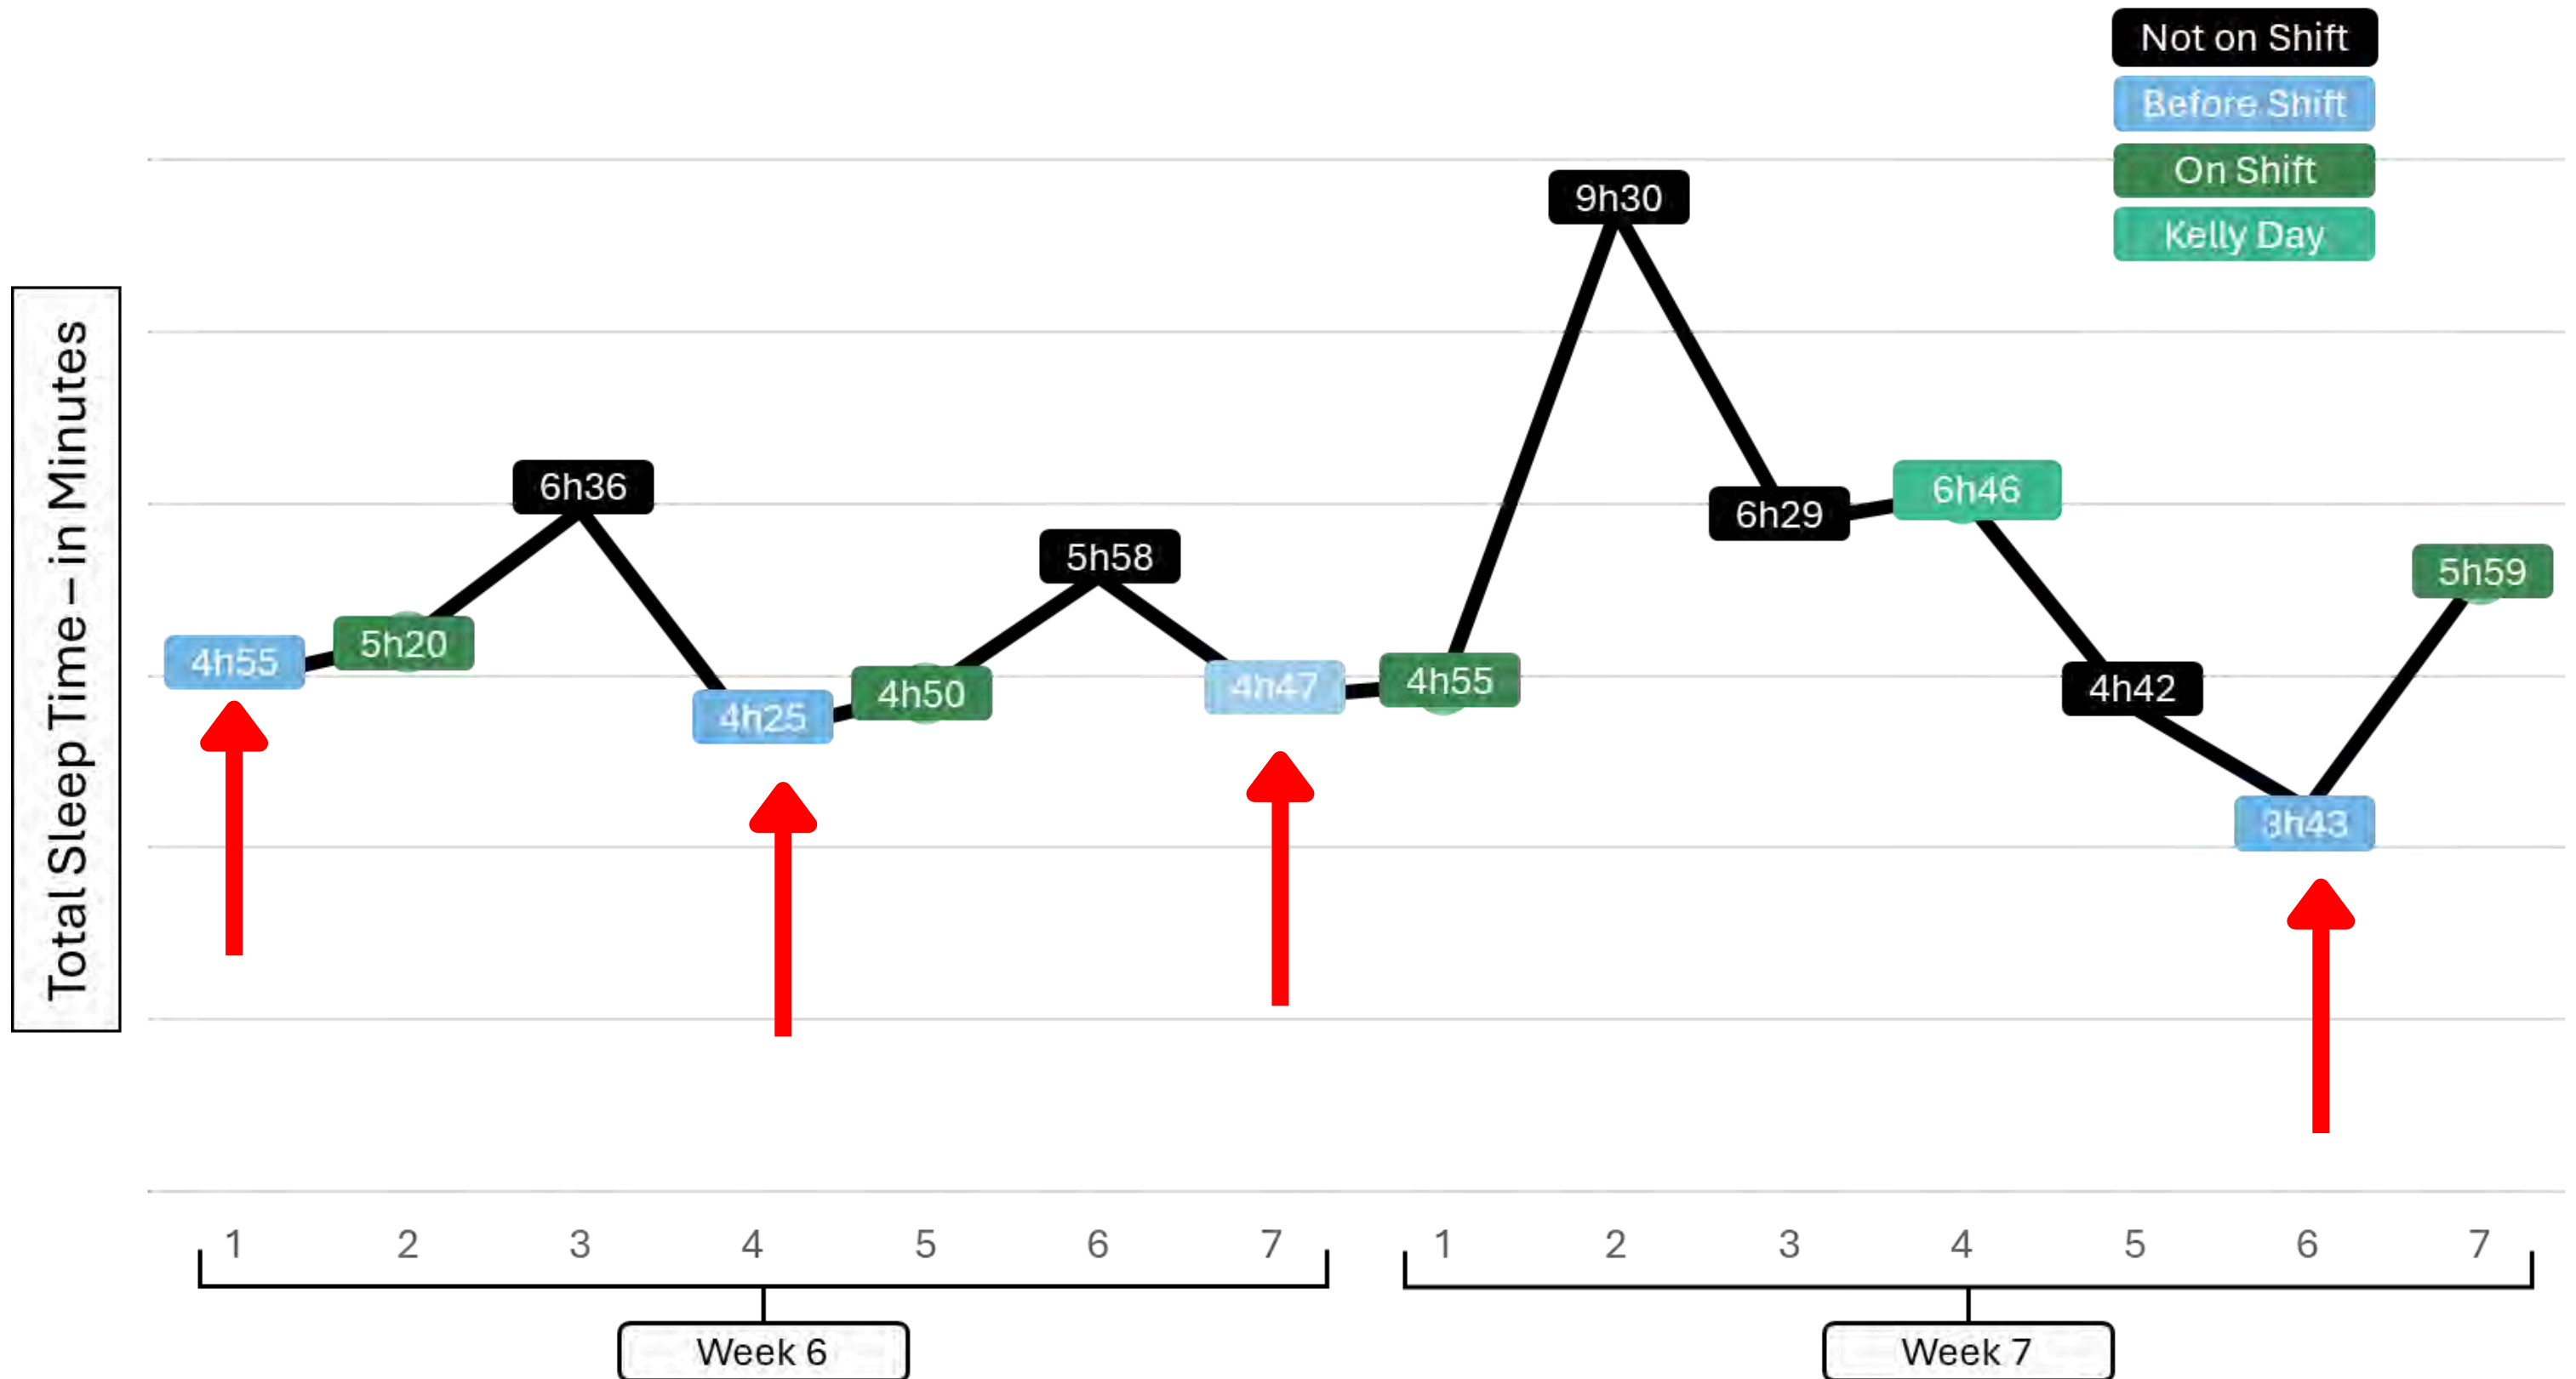 Not on Shift
Before Shift
On Shift
Kelly Day
Total Sleep Time – in Minutes
4h55
5h20
6h36
4h25
4h50
5h58
4h47
4h55
9h30
6h29
6h46
4h42
3h43
5h59
1 2 3 4 5 6 7 1 2 3 4 5 6 7
Week 6 Week 7